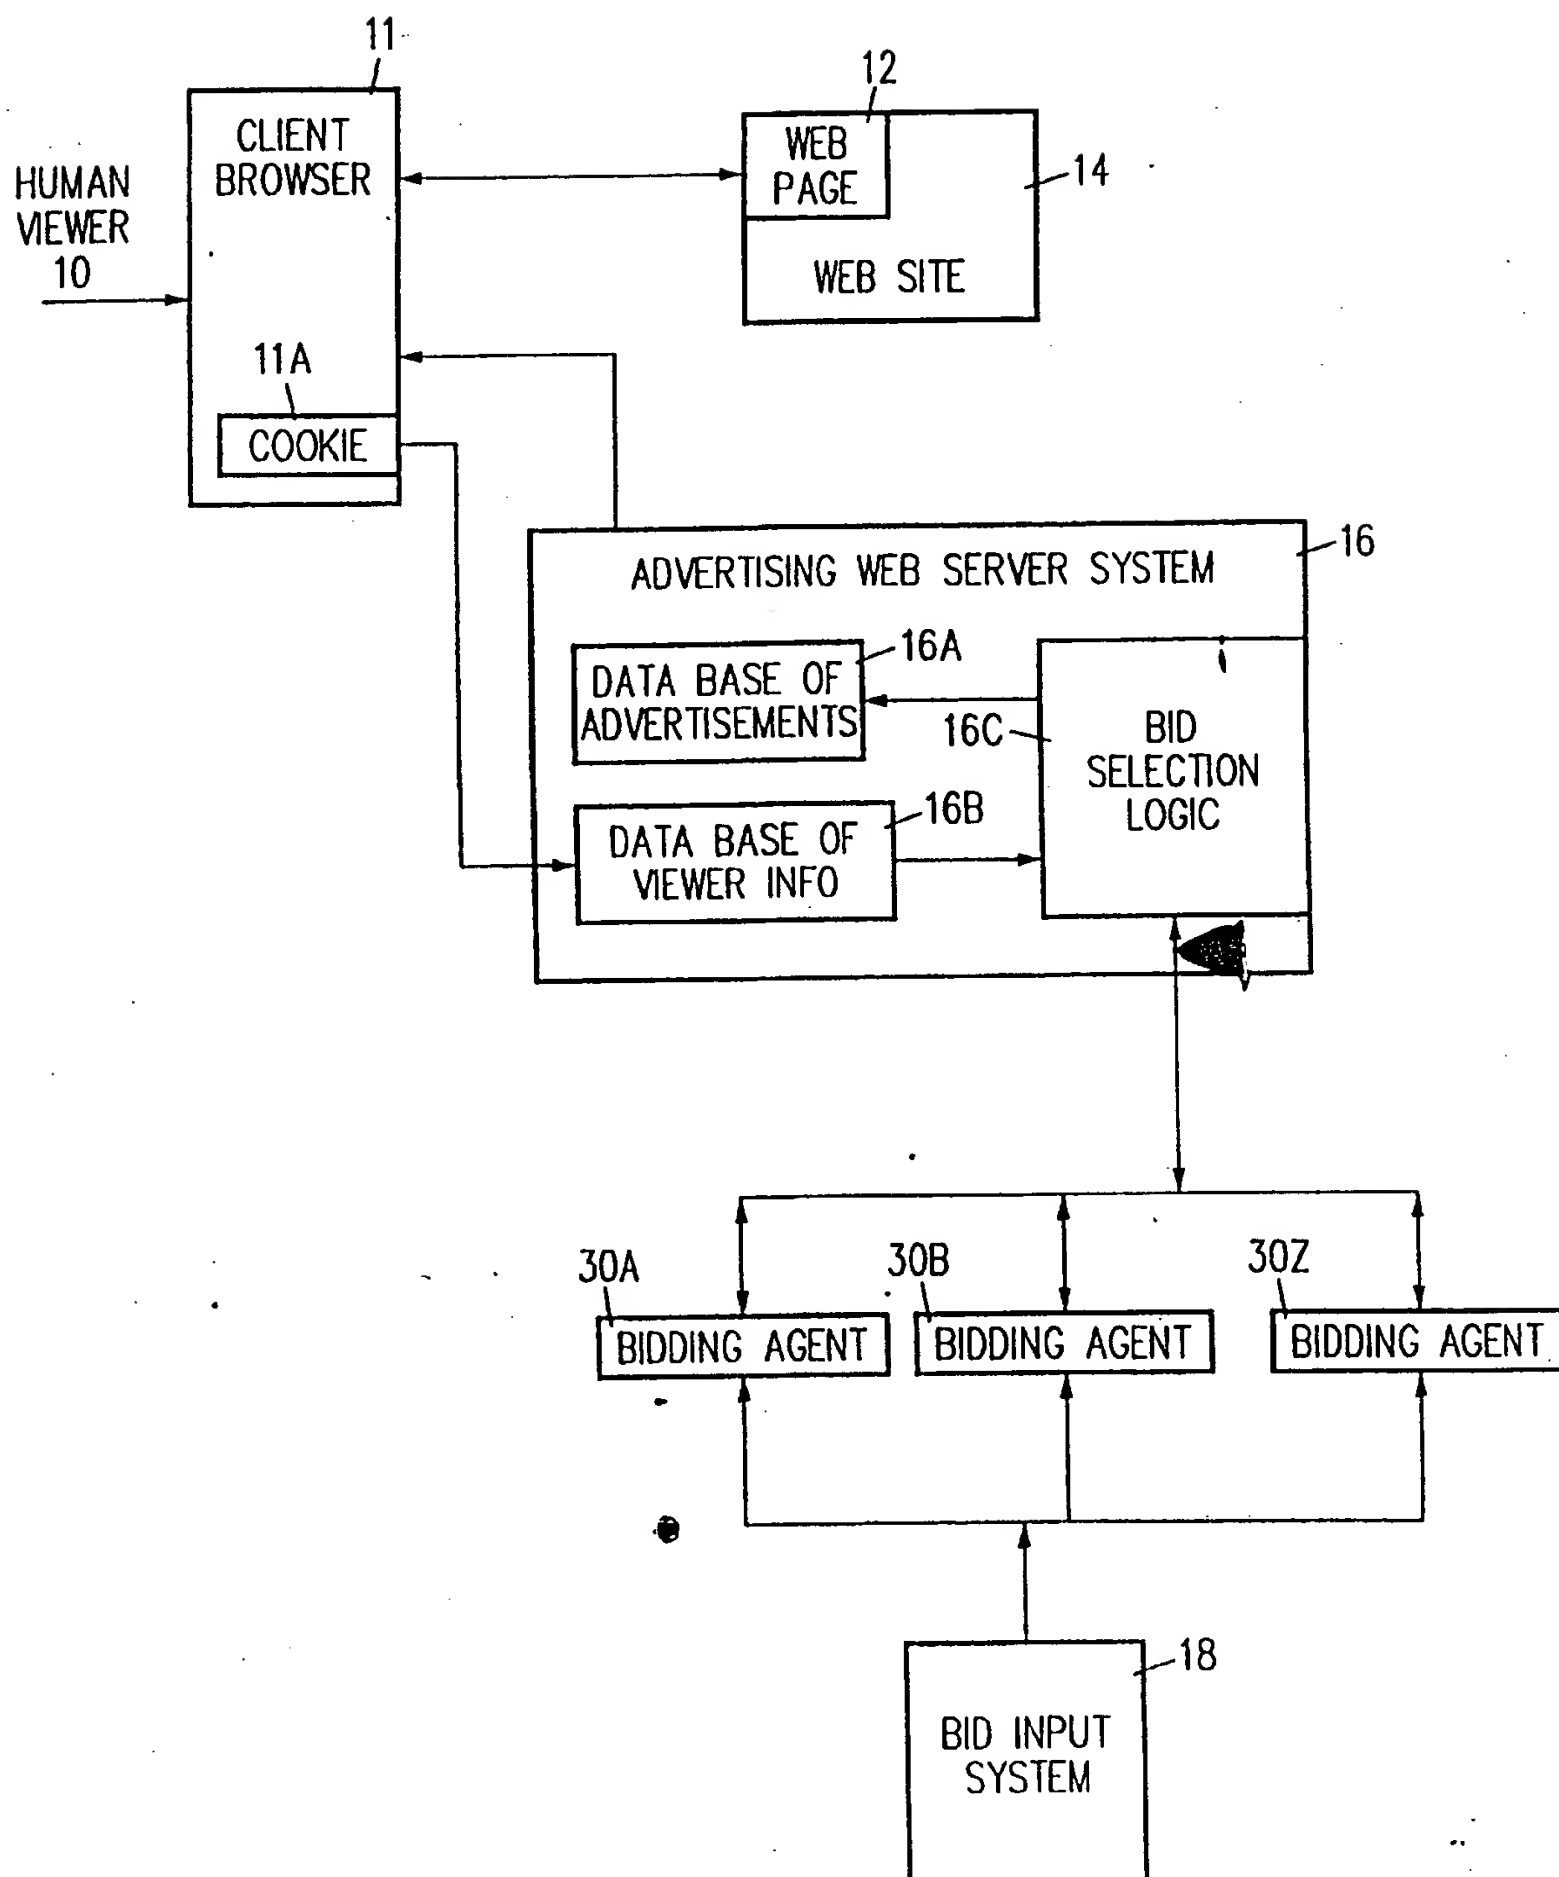 11
12
CLIENT
BROWSER
WEB
PAGE
14
HUMAN
VIEWER
10
WEB SITE
11A
COOKIE
16
ADVERTISING WEB SERVER SYSTEM
16A
DATA BASE OF
ADVERTISEMENTS
16C
BID
SELECTION
LOGIC
16B
DATA BASE OF
VIEWER INFO
30A
30B
30Z
BIDDING AGENT
BIDDING AGENT
BIDDING AGENT
18
BID INPUT
SYSTEM